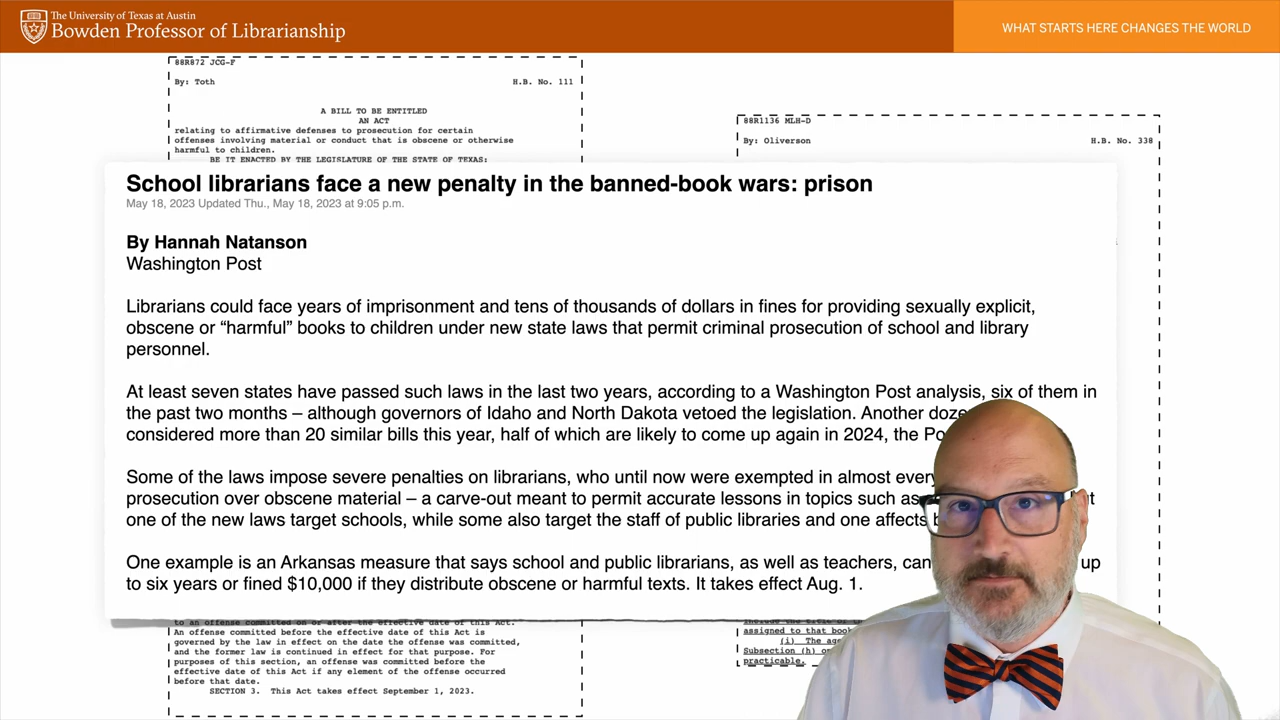 The University of Texas at Austin
Bowden Professor of Librarianship
WHAT STARTS HERE CHANGES THE WORLD
88R872 JCG-F
By: Toth H.B. No. 111
A BILL TO BE ENTITLED
AN ACT
relating to affirmative defenses to prosecution for certain
offenses involving material or conduct that is obscene or otherwise
harmful to children.
BE IT ENACTED BY THE LEGISLATURE OF THE STATE OF TEXAS:
88R1136 MLH-D
By: Oliverson H.B. No. 338
School librarians face a new penalty in the banned-book wars: prison
May 18, 2023 Updated Thu., May 18, 2023 at 9:05 p.m.
By Hannah Natanson
Washington Post
Librarians could face years of imprisonment and tens of thousands of dollars in fines for providing sexually explicit,
obscene or “harmful” books to children under new state laws that permit criminal prosecution of school and library
personnel.
At least seven states have passed such laws in the last two years, according to a Washington Post analysis, six of them in
the past two months – although governors of Idaho and North Dakota vetoed the legislation. Another
considered more than 20 similar bills this year, half of which are likely to come up again in 2024, the
Some of the laws impose severe penalties on librarians, who until now were exempted in almost every
prosecution over obscene material – a carve-out meant to permit accurate lessons in topics such as
one of the new laws target schools, while some also target the staff of public libraries and one affects
One example is an Arkansas measure that says school and public librarians, as well as teachers, can up
to six years or fined $10,000 if they distribute obscene or harmful texts. It takes effect Aug. 1.
to an offense committed on or after the effective date of this Act.
An offense committed before the effective date of this Act is
governed by the law in effect on the date the offense was committed,
and the former law is continued in effect for that purpose. For
purposes of this section, an offense was committed before the
effective date of this Act if any element of the offense occurred
before that date.
SECTION 3. This Act takes effect September 1, 2023.
include the title of
assigned to that book
(i) The
Subsection (h)
practicable.